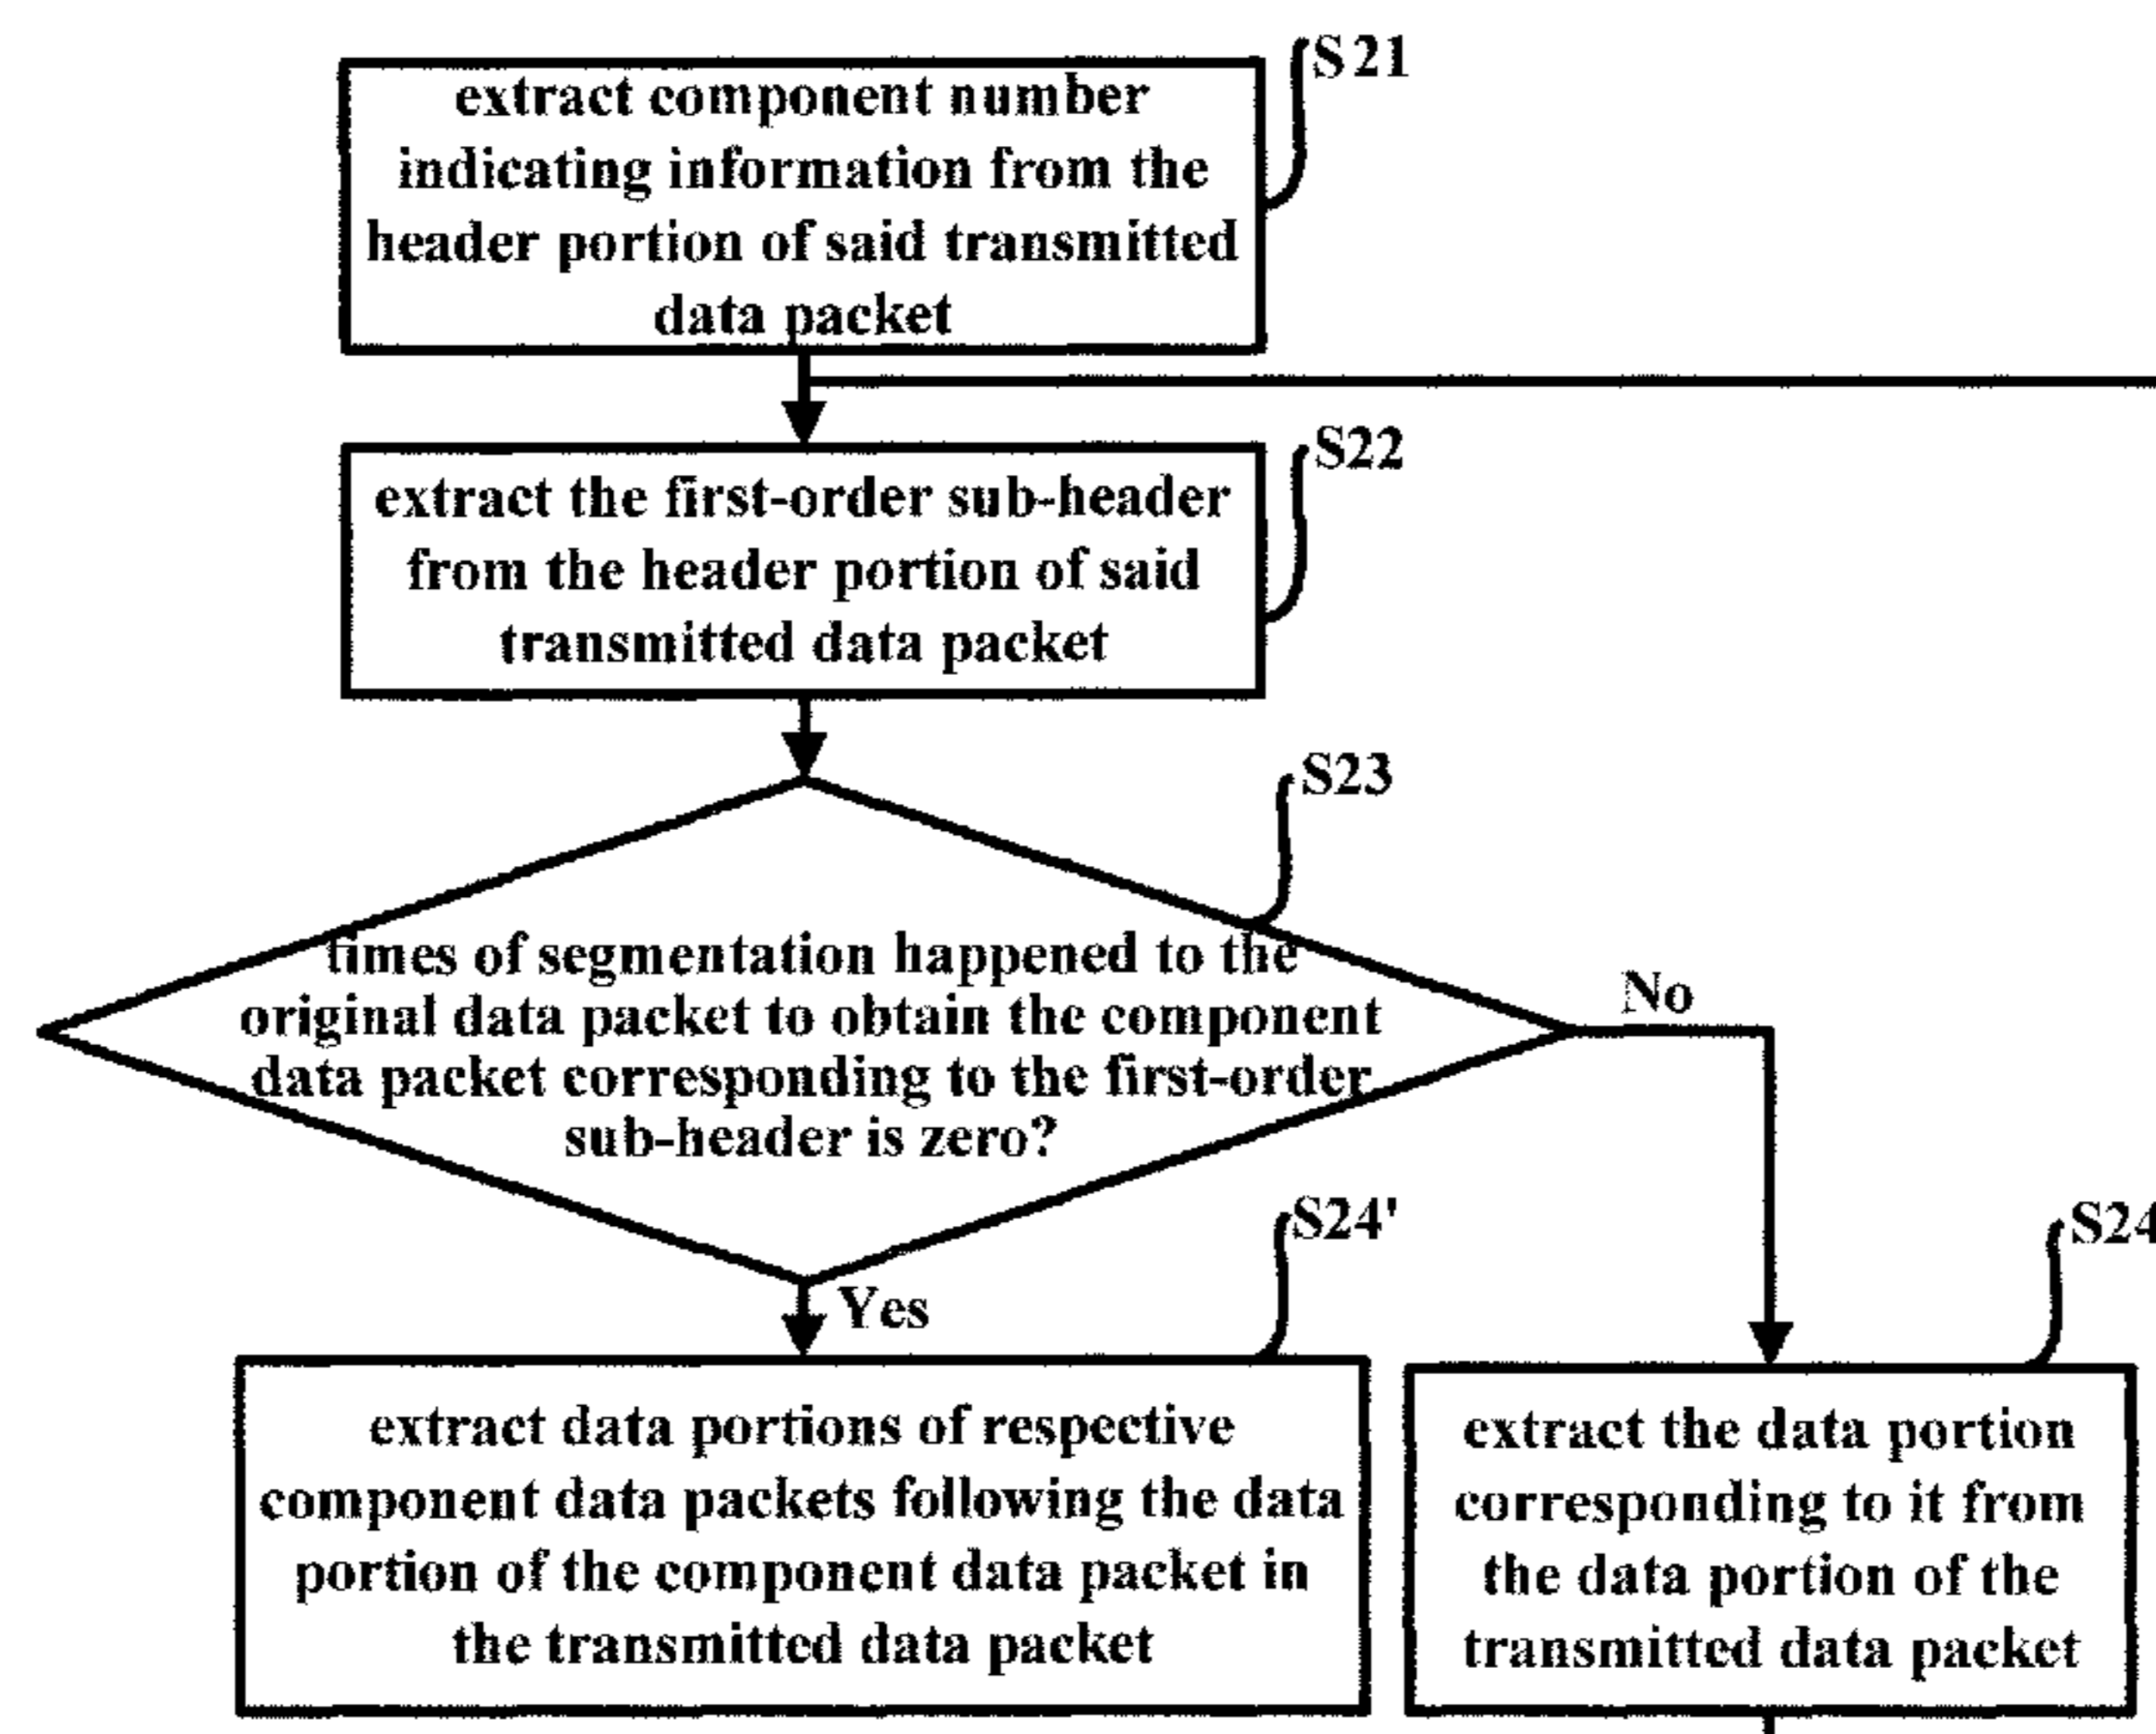 S21
extract component number
indicating information from the
header portion of said transmitted
data packet
S22
extract the first-order sub-header
from the header portion of said
transmitted data packet
S23
times of segmentation happened to the
original data packet to obtain the component
data packet corresponding to the first-order
sub-header is zero?
No
Yes
S24'
extract data portions of respective
component data packets following the data
portion of the component data packet in
the transmitted data packet
S24
extract the data portion
corresponding to it from
the data portion of the
transmitted data packet